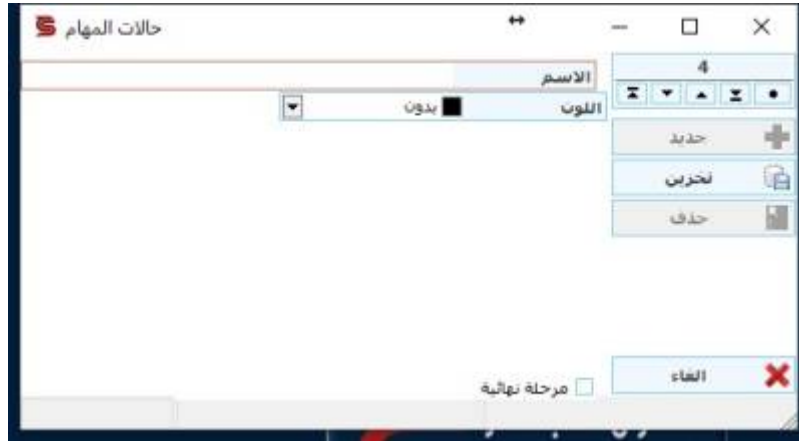 حالات المهام
4
الاسم
اللون
بدون
جديد
تخزين
حذف
الغاء
مرحلة نهائية